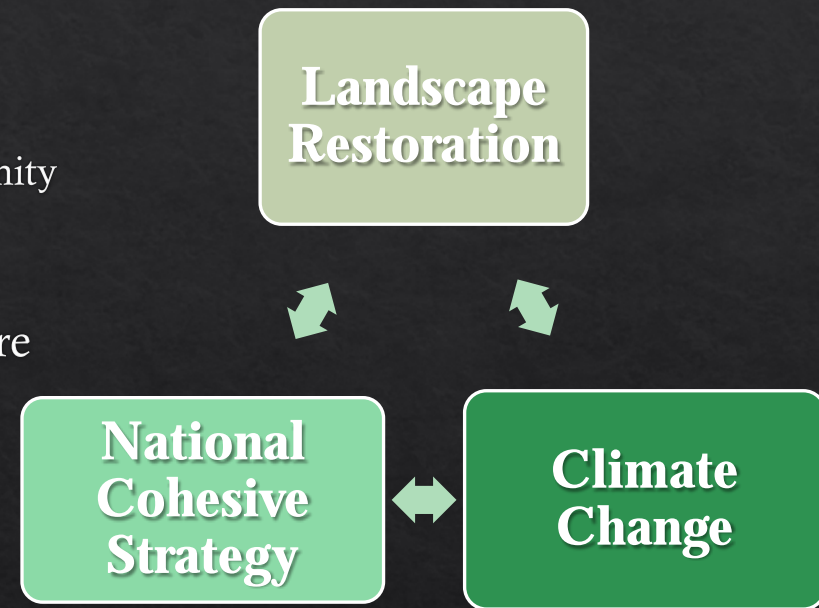 Landscape
Restoration
National
Cohesive
Strategy
Climate
Change